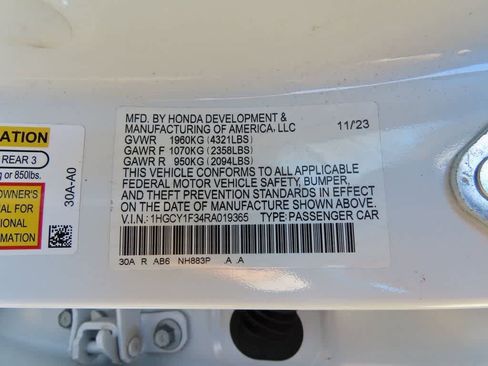 ATION
REAR 3
g or 850lbs.
OWNER'S
AL FOR
IONAL
RMATION
30A-A0
MFD. BY HONDA DEVELOPMENT &
MANUFACTURING OF AMERICA, LLC 11/23
GVWR 1960KG (4321LBS)
GAWR F 1070KG (2358LBS)
GAWR R 950KG (2094LBS)
THIS VEHICLE CONFORMS TO ALL APPLICABLE
FEDERAL MOTOR VEHICLE SAFETY, BUMPER,
AND THEFT PREVENTION STANDARDS IN EFFECT
ON THE DATE OF MANUFACTURE SHOWN ABOVE.
V.I.N.: 1HGCY1F34RA019365 TYPE: PASSENGER CAR
30A R AB6 NH883P .A .A